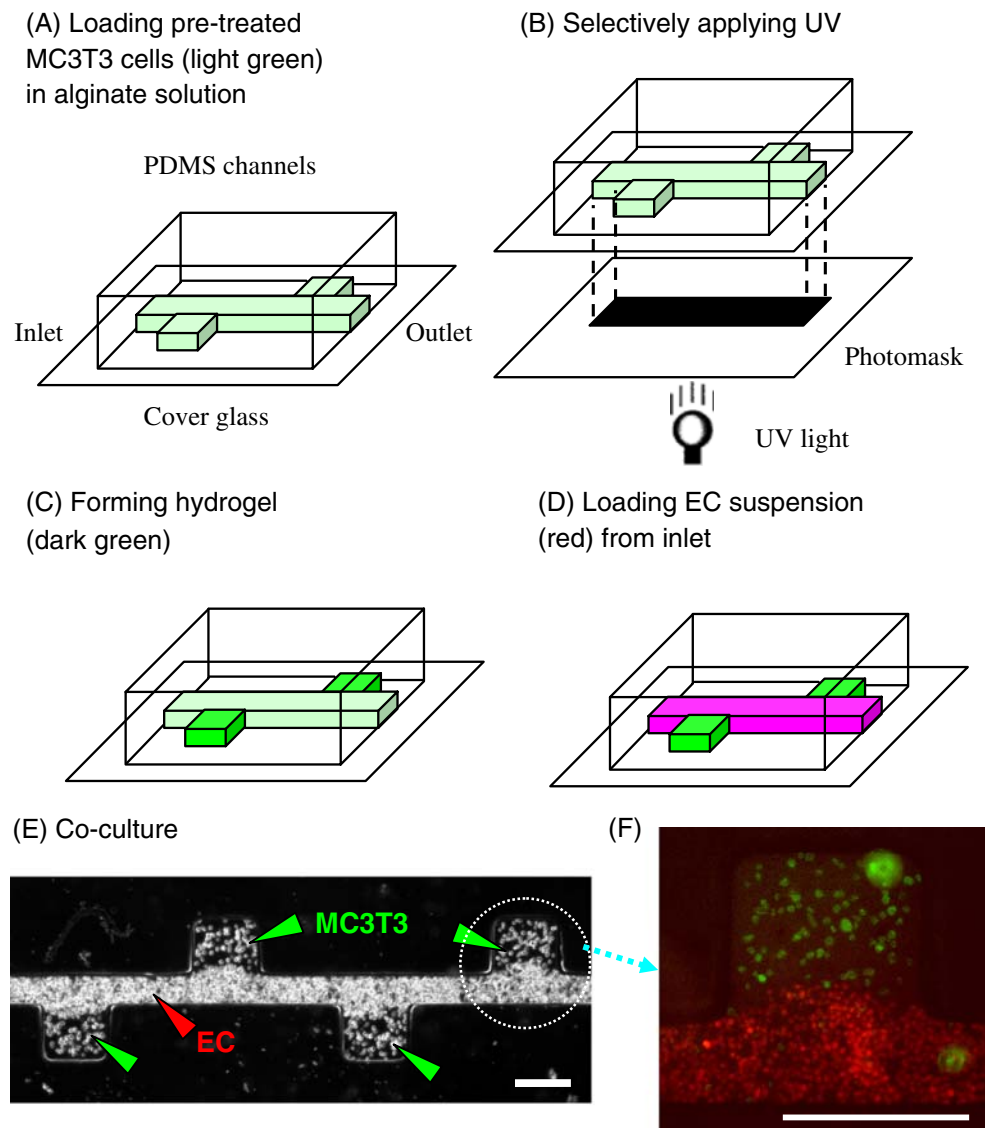 (A) Loading pre-treated
MC3T3 cells (light green)
in alginate solution
PDMS channels
Inlet
Outlet
Cover glass
(B) Selectively applying UV
Photomask
UV light
(C) Forming hydrogel
(dark green)
(D) Loading EC suspension
(red) from inlet
(E) Co-culture
MC3T3
EC
(F)